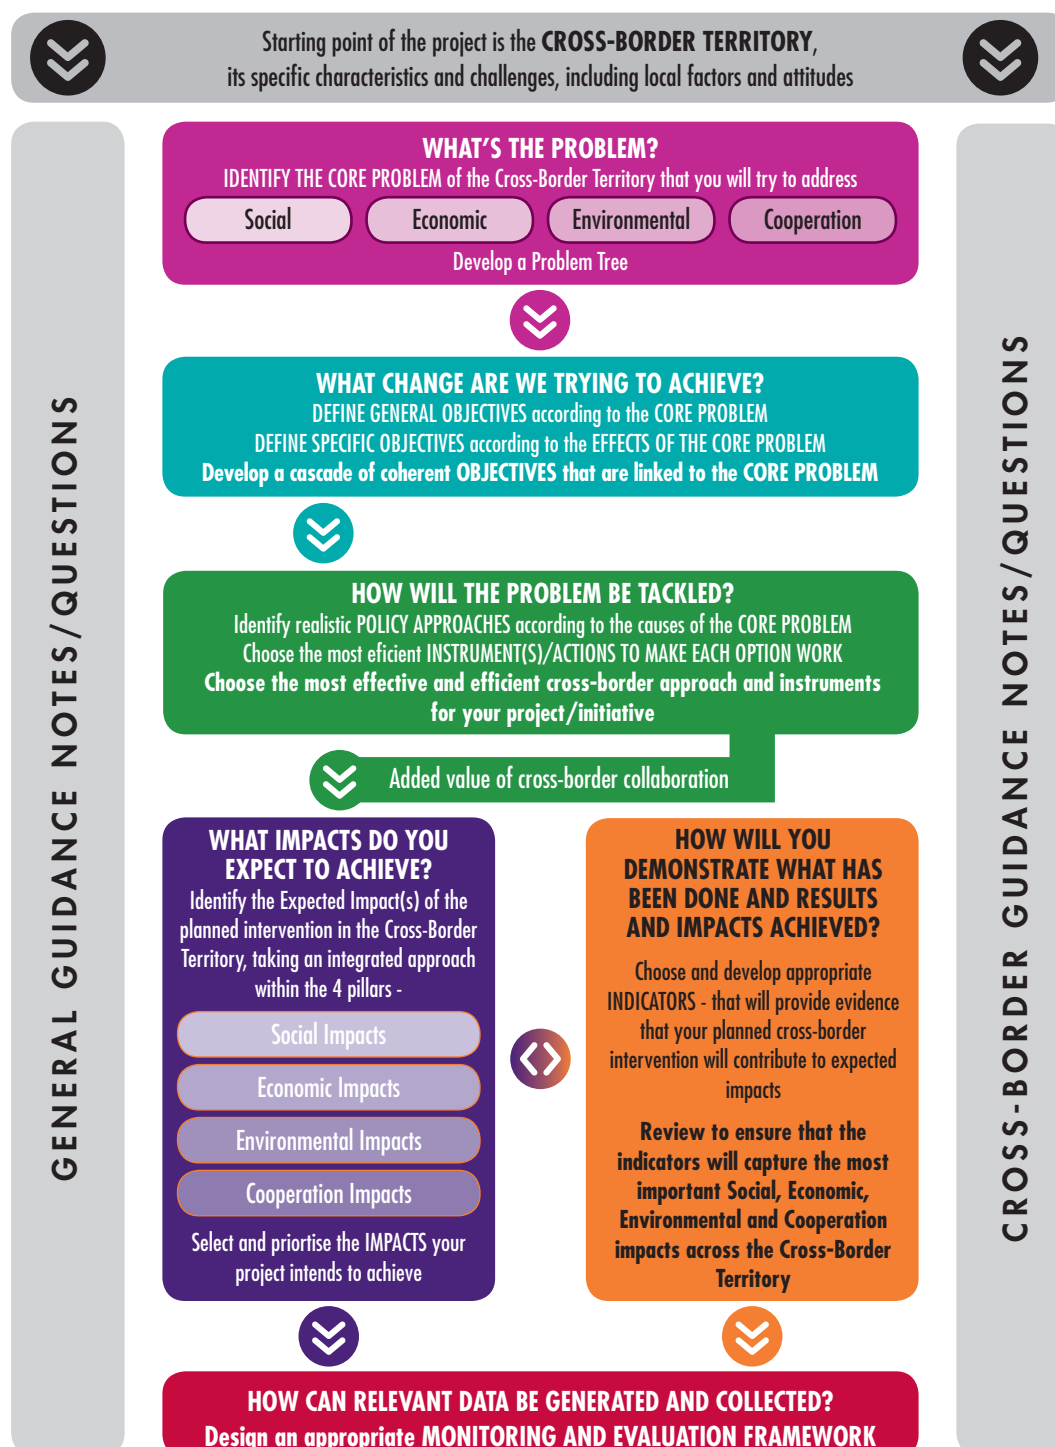 Starting point of the project is the CROSS-BORDER TERRITORY,
its specific characteristics and challenges, including local factors and attitudes
GENERAL GUIDANCE NOTES/QUESTIONS
WHAT'S THE PROBLEM?
IDENTIFY THE CORE PROBLEM of the Cross-Border Territory that you will try to address
Social
Economic
Environmental
Cooperation
Develop a Problem Tree
WHAT CHANGE ARE WE TRYING TO ACHIEVE?
DEFINE GENERAL OBJECTIVES according to the CORE PROBLEM
DEFINE SPECIFIC OBJECTIVES according to the EFFECTS OF THE CORE PROBLEM
Develop a cascade of coherent OBJECTIVES that are linked to the CORE PROBLEM
HOW WILL THE PROBLEM BE TACKLED?
Identify realistic POLICY APPROACHES according to the causes of the CORE PROBLEM
Choose the most eficient INSTRUMENT(S)/ACTIONS TO MAKE EACH OPTION WORK
Choose the most effective and efficient cross-border approach and instruments
for your project/initiative
Added value of cross-border collaboration
WHAT IMPACTS DO YOU
EXPECT TO ACHIEVE?
Identify the Expected Impact(s) of the
planned intervention in the Cross-Border
Territory, taking an integrated approach
within the 4 pillars -
Social Impacts
Economic Impacts
Environmental Impacts
Cooperation Impacts
Select and priortise the IMPACTS your
project intends to achieve
HOW WILL YOU
DEMONSTRATE WHAT HAS
BEEN DONE AND RESULTS
AND IMPACTS ACHIEVED?
Choose and develop appropriate
INDICATORS - that will provide evidence
that your planned cross-border
intervention will contribute to expected
impacts
Review to ensure that the
indicators will capture the most
important Social, Economic,
Environmental and Cooperation
impacts across the Cross-Border
Territory
HOW CAN RELEVANT DATA BE GENERATED AND COLLECTED?
Design an appropriate MONITORING AND EVALUATION FRAMEWORK
CROSS-BORDER GUIDANCE NOTES/QUESTIONS